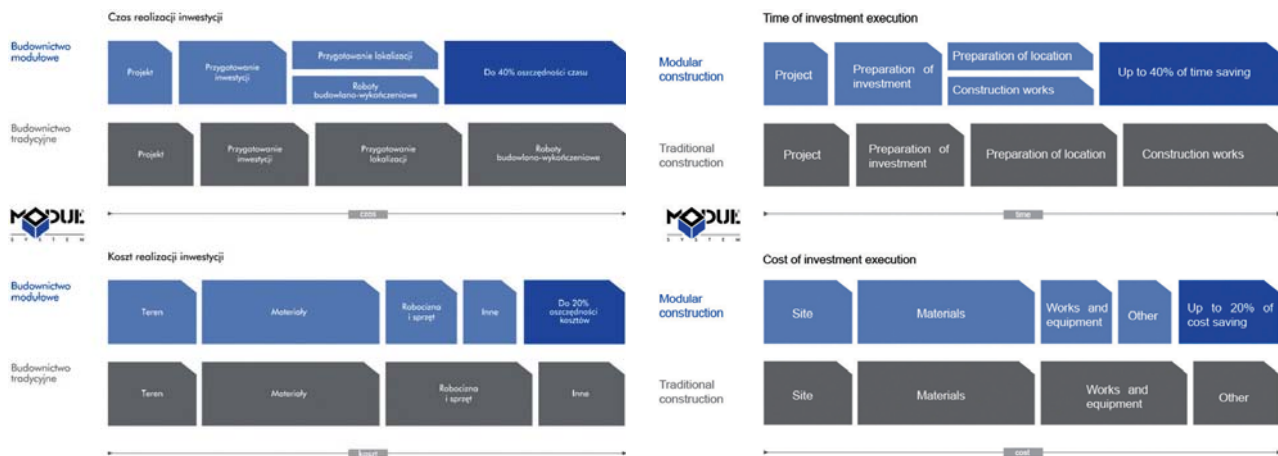 Czas realizacji inwestycji
Budownictwo
modułowe
Projekt
Przygotowanie
inwestycji
Przygotowanie lokalizacji
Roboty
budowlano-wykończeniowe
Do 40% oszczędności czasu
Budownictwo
tradycyjne
Projekt
Przygotowanie
inwestycji
Przygotowanie
lokalizacji
Roboty
budowlano-wykończeniowe
czas
MODUŁ
SYSTEM
Koszt realizacji inwestycji
Budownictwo
modułowe
Teren
Materiały
Robocizna
i sprzęt
Inne
Do 20%
oszczędności
kosztów
Budownictwo
tradycyjne
Teren
Materiały
Robocizna
i sprzęt
Inne
koszt
Time of investment execution
Modular
construction
Project
Preparation of
investment
Preparation of location
Construction works
Up to 40% of time saving
Traditional
construction
Project
Preparation of
investment
Preparation of location
Construction works
time
MODUŁ
SYSTEM
Cost of investment execution
Modular
construction
Site
Materials
Works and
equipment
Other
Up to 20% of
cost saving
Traditional
construction
Site
Materials
Works and
equipment
Other
cost